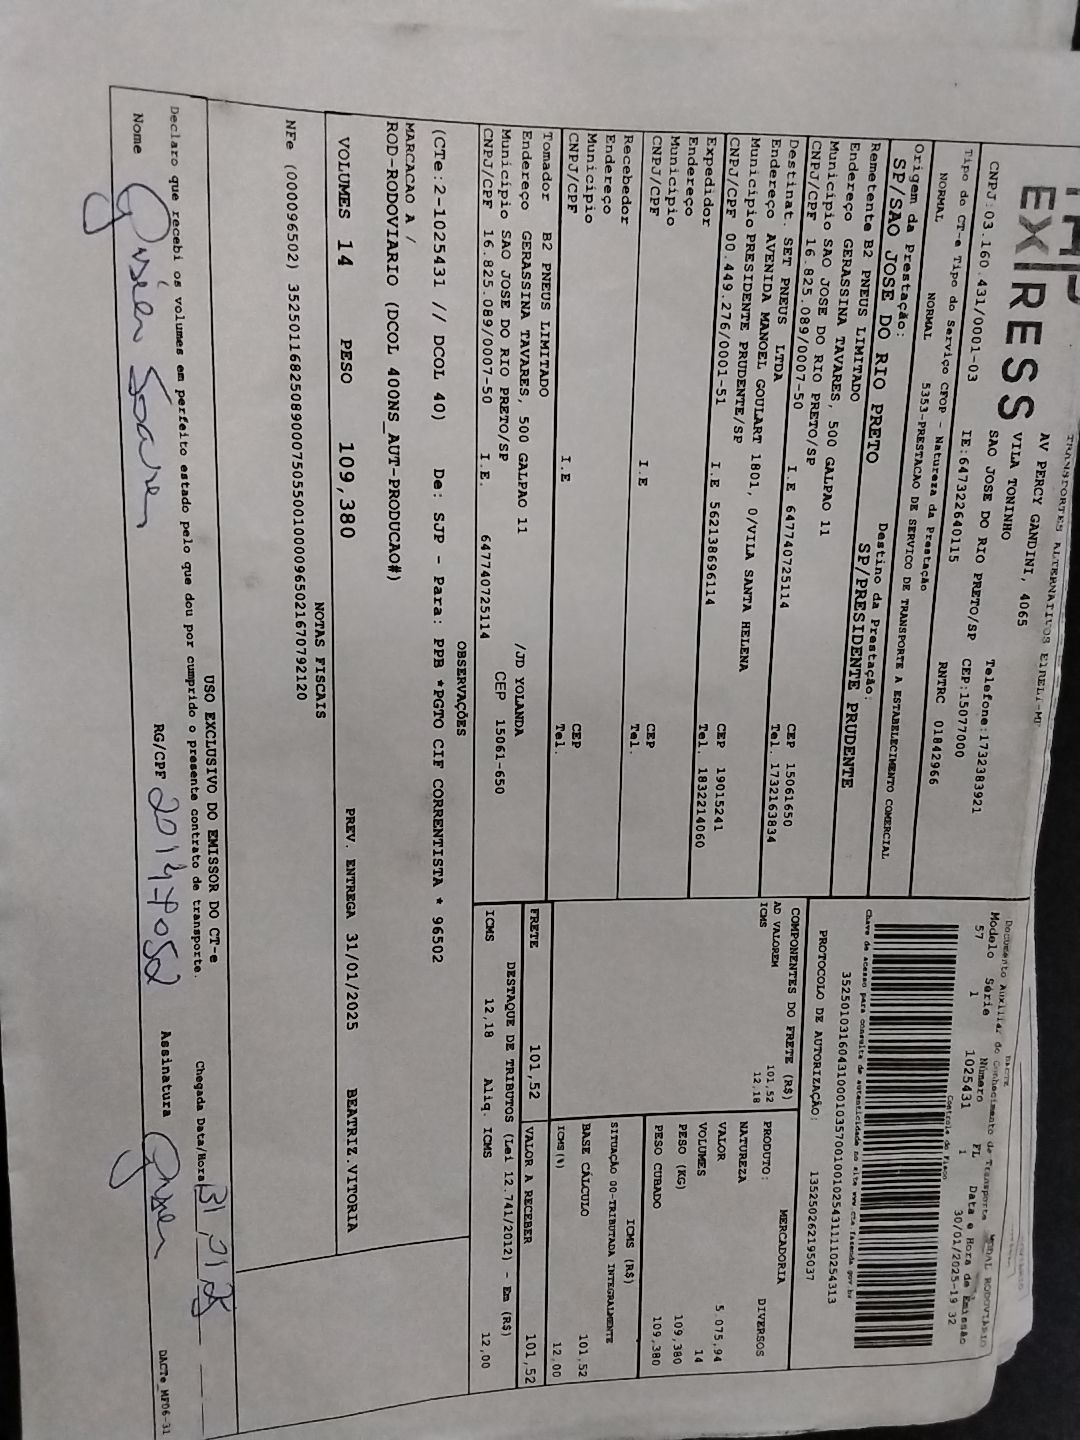 EXPRESS
TRANSPORTES ALTERNATIVOS EIRELI-ME
AV PERCY GANDINI, 4065
VILA TONINHO
SAO JOSE DO RIO PRETO/SP Telefone:1732383921
CNPJ:03.160.431/0001-03 IE:647322640115 CEP:15077000
RNTRC 01842966
Tipo do CT-e Tipo do Serviço CFOP - Natureza da Prestação
NORMAL NORMAL 5353-PRESTACAO DE SERVICO DE TRANSPORTE A ESTABELECIMENTO COMERCIAL
Origem da Prestação: Destino da Prestação:
SP/SAO JOSE DO RIO PRETO SP/PRESIDENTE PRUDENTE
Remetente B2 PNEUS LIMITADO
Endereço GERASSINA TAVARES, 500 GALPAO 11
Município SAO JOSE DO RIO PRETO/SP CEP 15061650
CNPJ/CPF 16.825.089/0007-50 I.E 647740725114 Tel. 1732163834
Destinat. SET PNEUS LTDA
Endereço AVENIDA MANOEL GOULART 1801, 0/VILA SANTA HELENA
Município PRESIDENTE PRUDENTE/SP CEP 19015241
CNPJ/CPF 00.449.276/0001-51 I.E 562138696114 Tel. 1832214060
Expedidor
Endereço
Município CEP
CNPJ/CPF I.E Tel.
Recebedor
Endereço
Município CEP
CNPJ/CPF I.E Tel.
Tomador B2 PNEUS LIMITADO
Endereço GERASSINA TAVARES, 500 GALPAO 11 /JD YOLANDA
Município SAO JOSE DO RIO PRETO/SP CEP 15061-650
CNPJ/CPF 16.825.089/0007-50 I.E. 647740725114
DACTE
Documento Auxiliar do Conhecimento de Transporte MODAL RODOVIÁRIO
Modelo Série Número FL Data e Hora de Emissão
57 1 1025431 1 30/01/2025-19 32
Controle do Fisco
Chave de acesso para consulta de autenticidade no site www.cte.fazenda.gov.br
35250103160431000103570010010254311110254313
PROTOCOLO DE AUTORIZAÇÃO: 135250262195037
COMPONENTES DO FRETE (R$)
AD VALOREM 101,52
ICMS 12,18
PRODUTO: MERCADORIA
NATUREZA DIVERSOS
VALOR 5.075,94
VOLUMES 14
PESO (KG) 109,380
PESO CUBADO 109,380
ICMS (R$)
SITUAÇÃO 00-TRIBUTADA INTEGRALMENTE
BASE CÁLCULO 101,52
ICMS(%) 12,00
FRETE 101,52 VALOR A RECEBER 101,52
DESTAQUE DE TRIBUTOS (Lei 12.741/2012) - Em (R$)
ICMS 12,18 Aliq. ICMS 12,00
OBSERVAÇÕES
(CTe:2-1025431 // DCOL 40) De: SJP - Para: PPB *PGTO CIF CORRENTISTA * 96502
MARCACAO A /
ROD-RODOVIARIO (DCOL 40ONS_AUT-PRODUCAO#)
VOLUMES 14 PESO 109,380 PREV. ENTREGA 31/01/2025 BEATRIZ.VITORIA
NOTAS FISCAIS
NFe (000096502) 35250116825089000750550010000965021670792120
USO EXCLUSIVO DO EMISSOR DO CT-e
Declaro que recebi os volumes em perfeito estado pelo que dou por cumprido o presente contrato de transporte. Chegada Data/Hora
Nome RG/CPF Assinatura
DACTe_MFD6-31